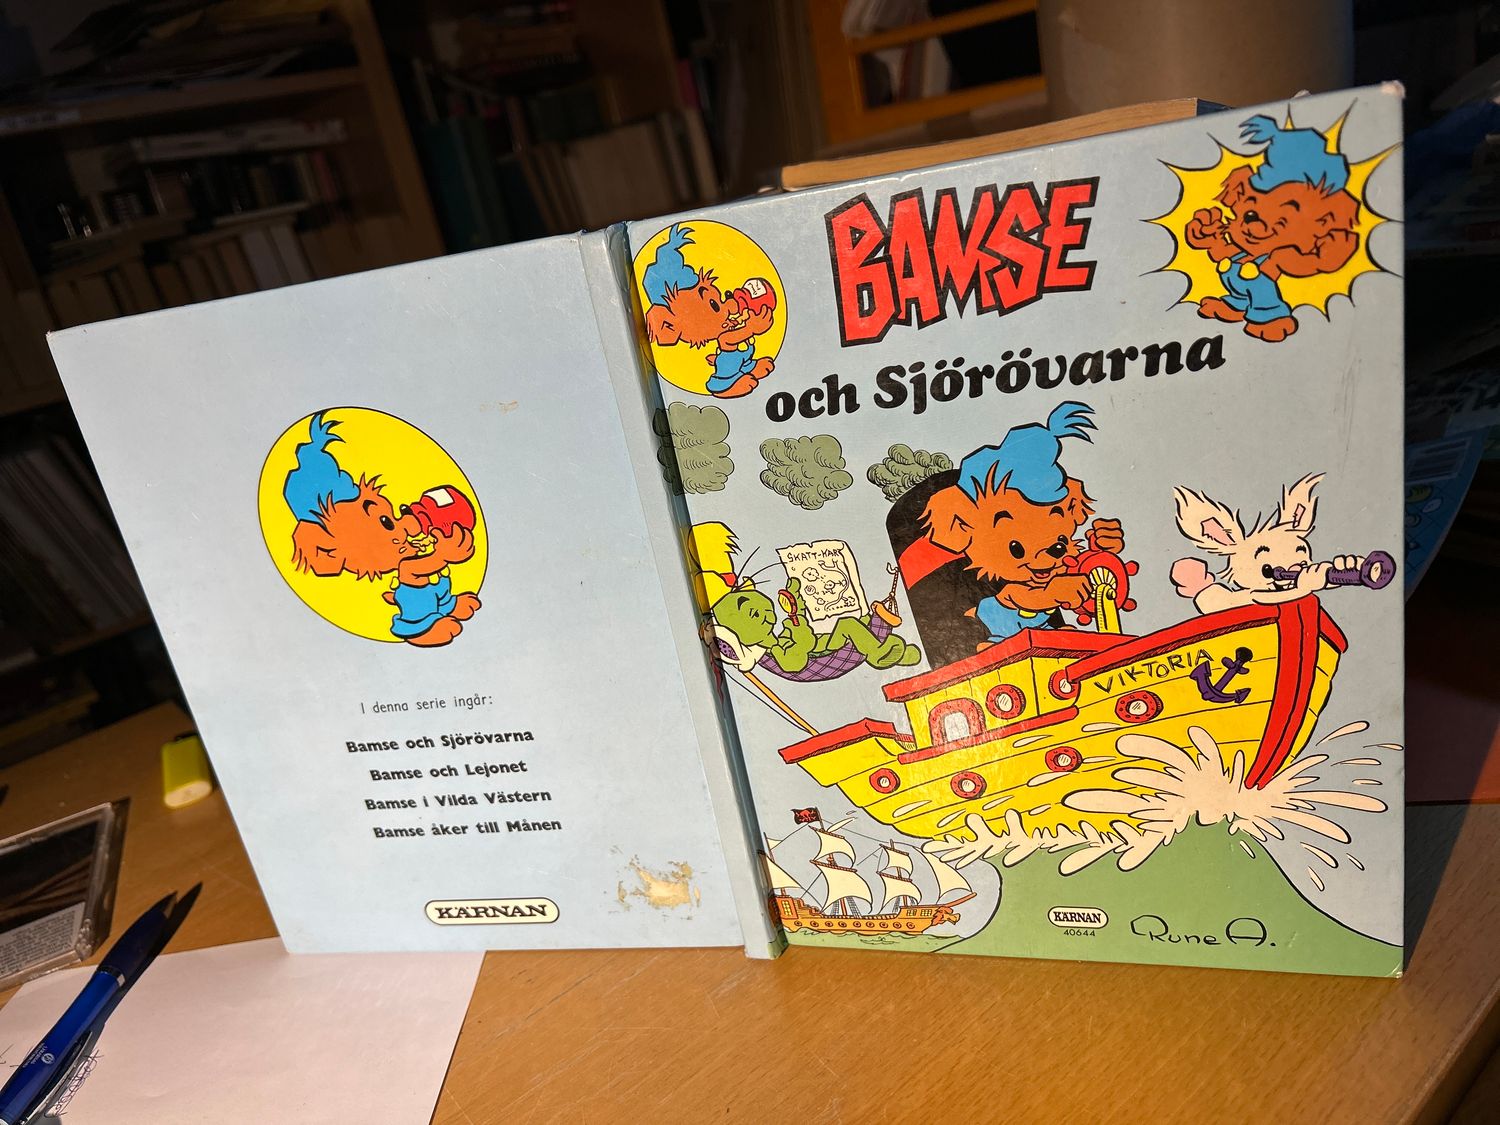 I denna serie ingår:
Bamse och Sjörövarna
Bamse och Lejonet
Bamse i Vilda Västern
Bamse åker till Månen
KÄRNAN
BAMSE
och Sjörövarna
SKATT-KART
VIKTORIA
KÄRNAN
40644
Rune A.